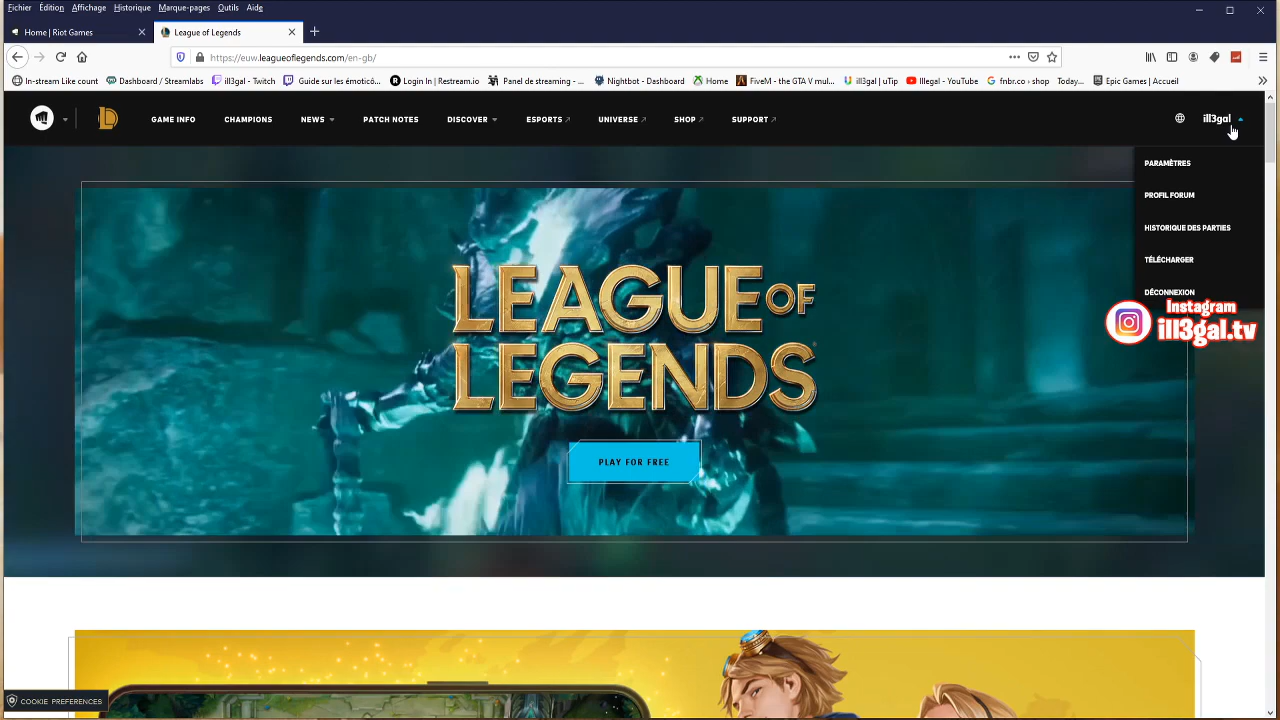 Fichier Édition Affichage Historique Marque-pages Outils Aide
Home | Riot Games League of Legends
https://euw.leagueoflegends.com/en-gb/
In-stream Like count Dashboard / Streamlabs ill3gal - Twitch Guide sur les émoticô... Login In | Restream.io Panel de streaming - ... Nightbot - Dashboard Home FiveM - the GTA V mul... ill3gal | uTip Illegal - YouTube fnbr.co › shop Today... Epic Games | Accueil
GAME INFO CHAMPIONS NEWS PATCH NOTES DISCOVER ESPORTS UNIVERSE SHOP SUPPORT ill3gal
PARAMÈTRES
PROFIL FORUM
HISTORIQUE DES PARTIES
TÉLÉCHARGER
DÉCONNEXION
Instagram
ill3gal.tv
LEAGUE OF
LEGENDS
PLAY FOR FREE
COOKIE PREFERENCES